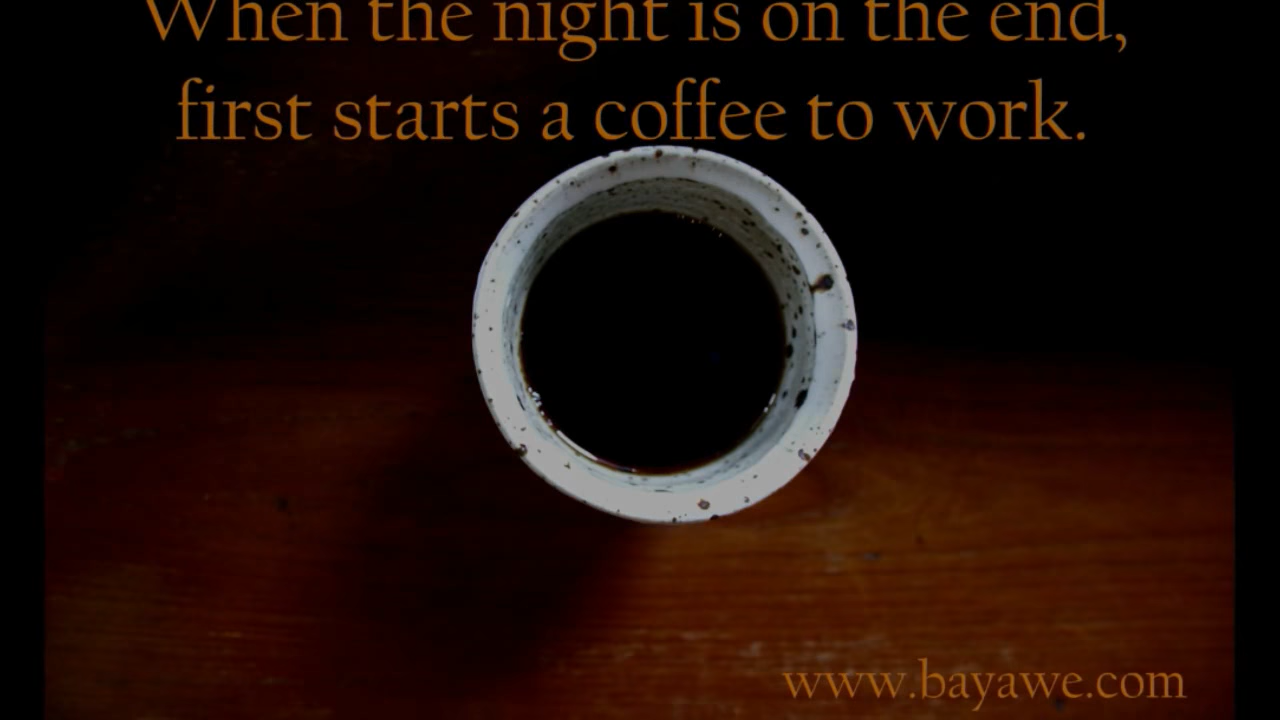 When the night is on the end,
first starts a coffee to work.
www.bayawe.com